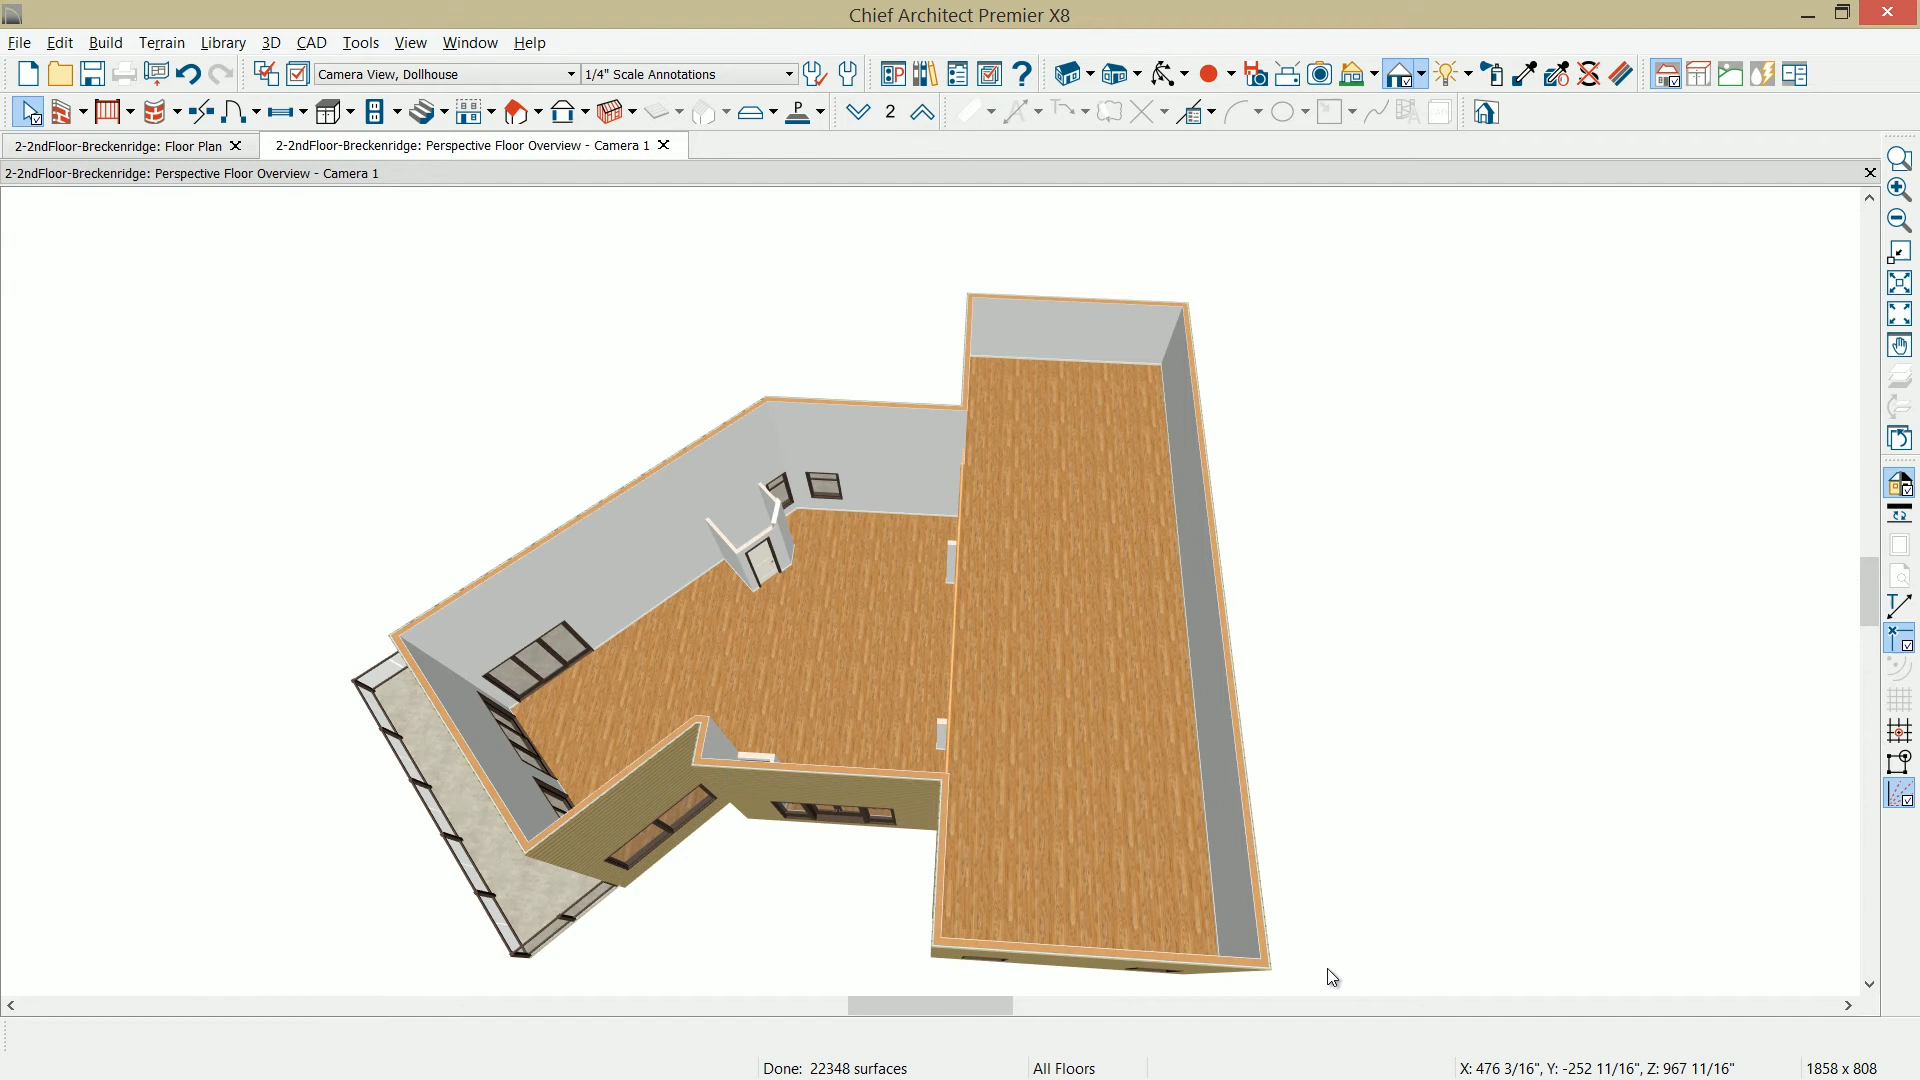 Chief Architect Premier X8
File Edit Build Terrain Library 3D CAD Tools View Window Help
Camera View, Dollhouse 1/4" Scale Annotations
2
2-2ndFloor-Breckenridge: Floor Plan 2-2ndFloor-Breckenridge: Perspective Floor Overview - Camera 1
2-2ndFloor-Breckenridge: Perspective Floor Overview - Camera 1
Done: 22348 surfaces All Floors X: 476 3/16", Y: -252 11/16", Z: 967 11/16" 1858 x 808